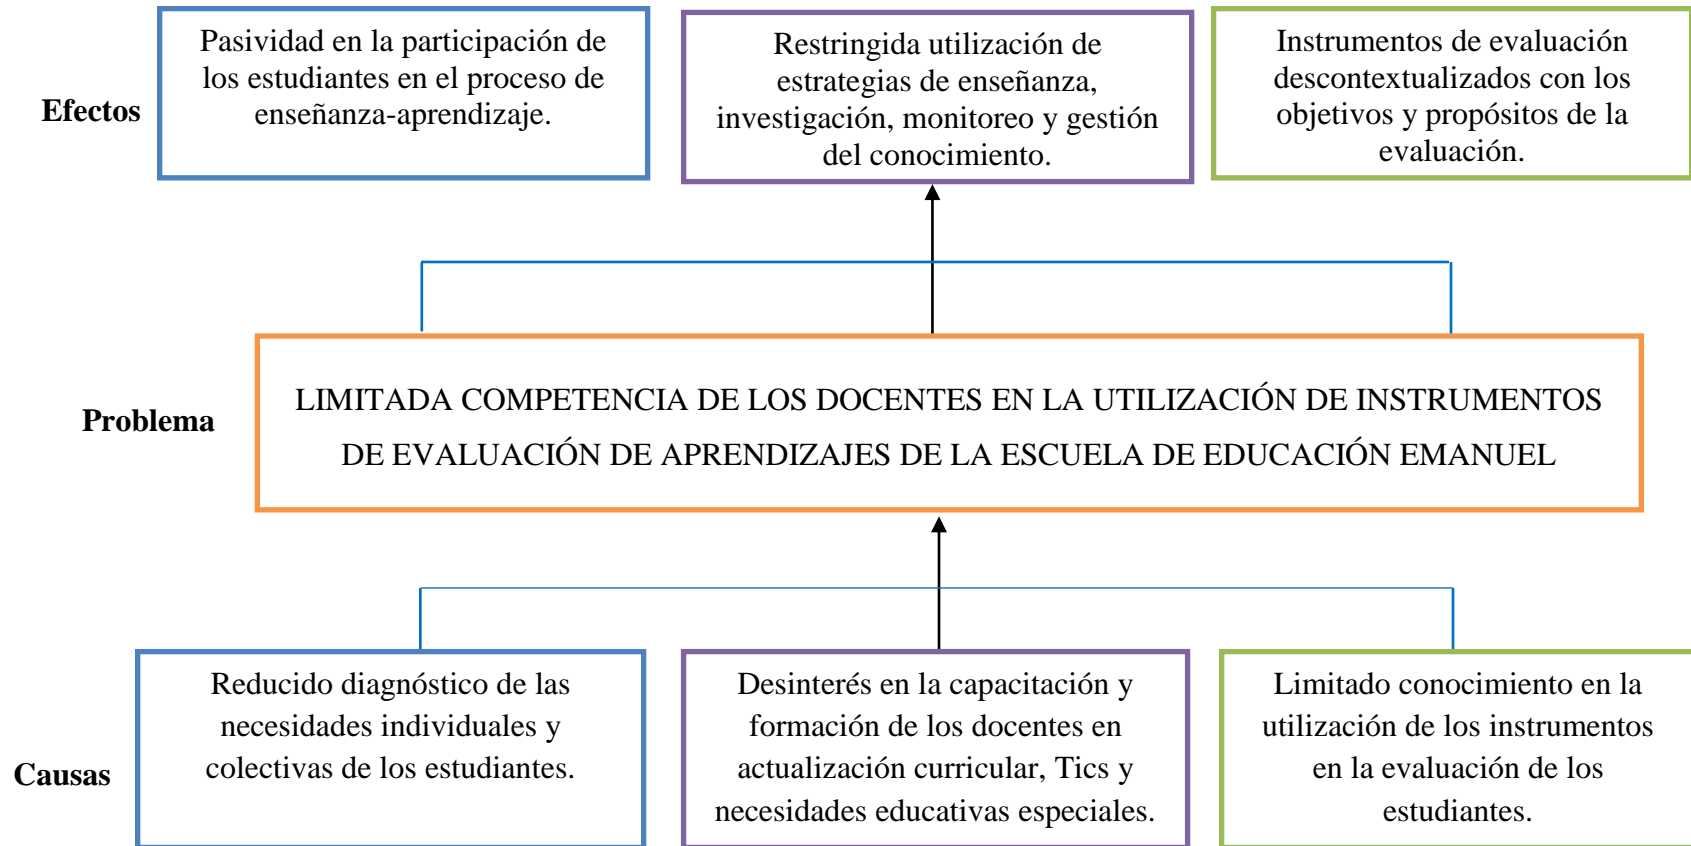 Efectos
Pasividad en la participación de
los estudiantes en el proceso de
enseñanza-aprendizaje.
Restringida utilización de
estrategias de enseñanza,
investigación, monitoreo y gestión
del conocimiento.
Instrumentos de evaluación
descontextualizados con los
objetivos y propósitos de la
evaluación.
Problema
LIMITADA COMPETENCIA DE LOS DOCENTES EN LA UTILIZACIÓN DE INSTRUMENTOS
DE EVALUACIÓN DE APRENDIZAJES DE LA ESCUELA DE EDUCACIÓN EMANUEL
Causas
Reducido diagnóstico de las
necesidades individuales y
colectivas de los estudiantes.
Desinterés en la capacitación y
formación de los docentes en
actualización curricular, Tics y
necesidades educativas especiales.
Limitado conocimiento en la
utilización de los instrumentos
en la evaluación de los
estudiantes.